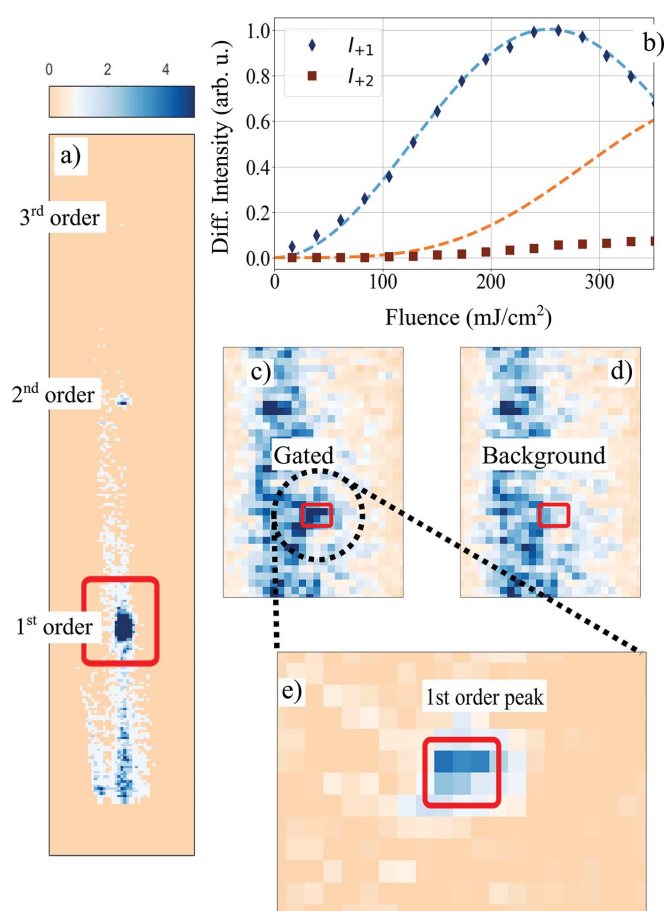 0 2 4
a)
3rd order
2nd order
1st order
b)
I+1
I+2
1.0
0.8
0.6
0.4
0.2
0.0
Diff. Intensity (arb. u.)
0 100 200 300
Fluence (mJ/cm²)
c)
Gated
d)
Background
e)
1st order peak